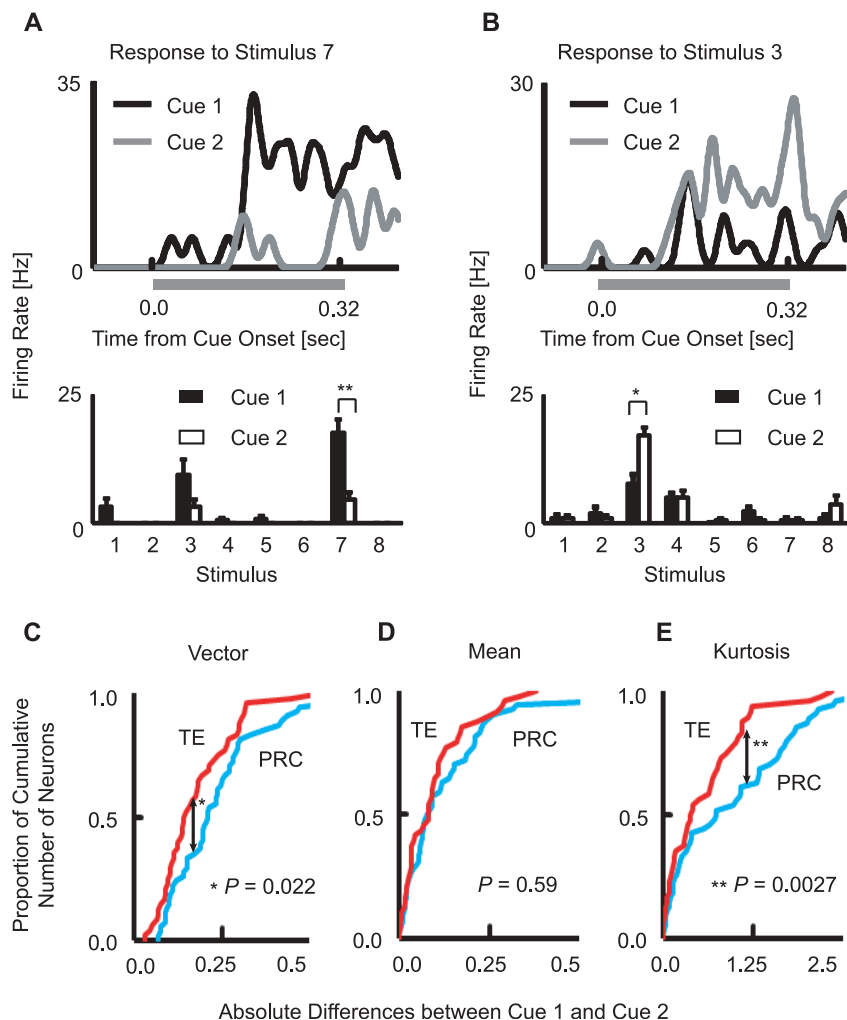 A
Response to Stimulus 7
35
Cue 1
Cue 2
0
0.0
0.32
Time from Cue Onset [sec]
Firing Rate [Hz]
25
**
Cue 1
Cue 2
0
1 2 3 4 5 6 7 8
Stimulus
B
Response to Stimulus 3
30
Cue 1
Cue 2
0
0.0
0.32
Time from Cue Onset [sec]
Firing Rate [Hz]
25
*
Cue 1
Cue 2
0
1 2 3 4 5 6 7 8
Stimulus
C
Vector
Proportion of Cumulative
Number of Neurons
1.0
TE
PRC
0.5
*
* P = 0.022
0.0
0.0 0.25 0.5
D
Mean
1.0
TE
PRC
0.5
P = 0.59
0.0
0.0 0.25 0.5
E
Kurtosis
1.0
TE
**
PRC
0.5
** P = 0.0027
0.0
0.0 1.25 2.5
Absolute Differences between Cue 1 and Cue 2